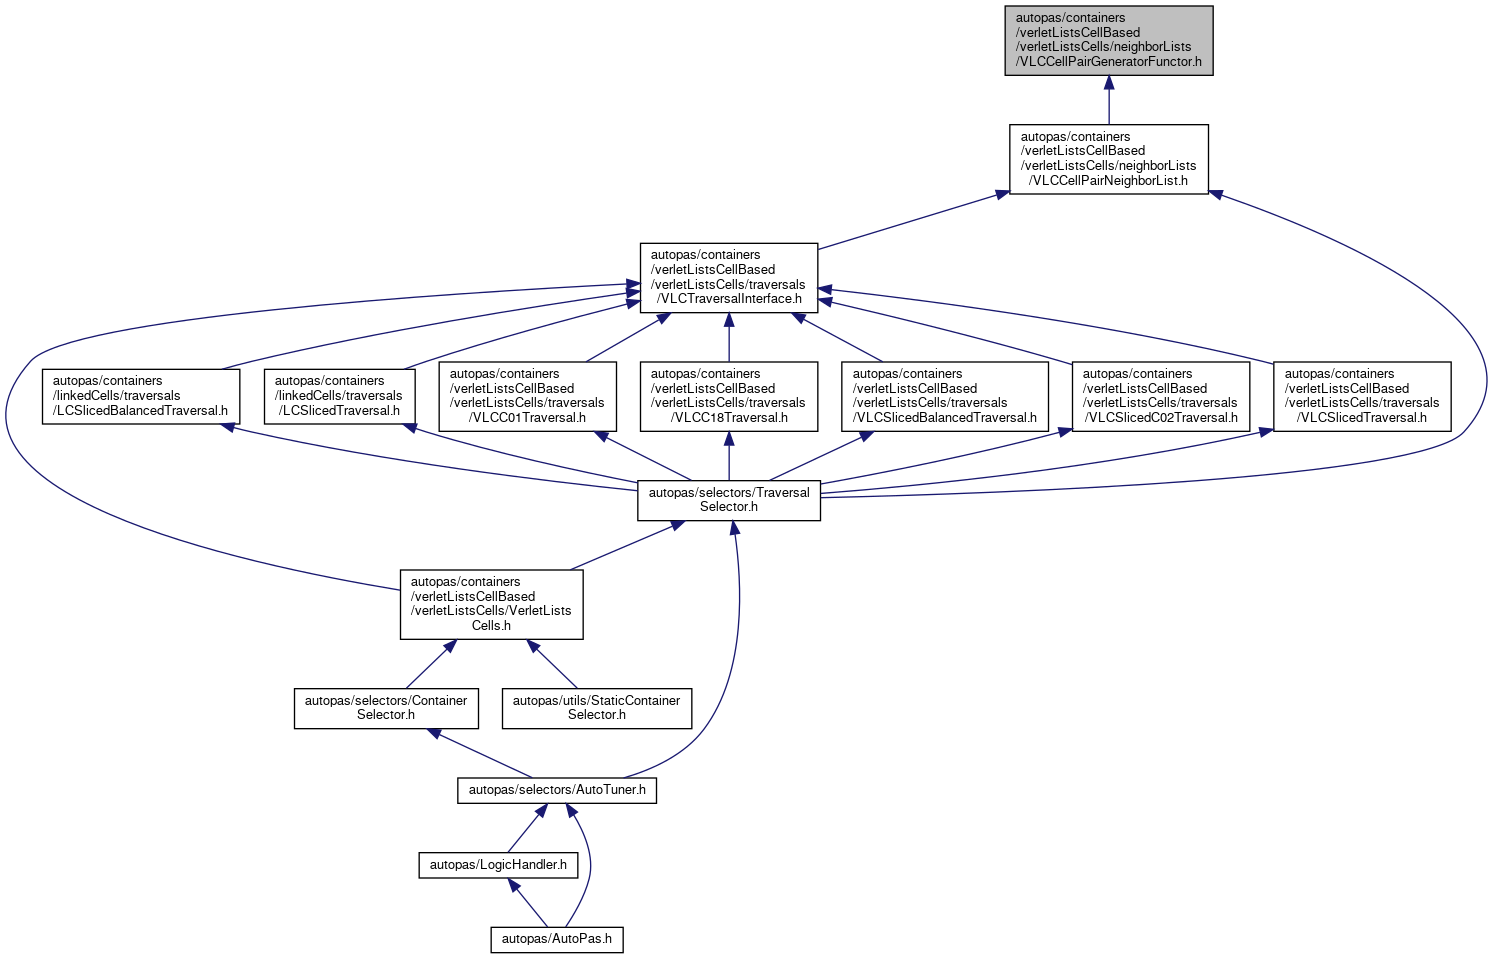 autopas/containers
/verletListsCellBased
/verletListsCells/neighborLists
/VLCCellPairGeneratorFunctor.h
autopas/containers
/verletListsCellBased
/verletListsCells/neighborLists
/VLCCellPairNeighborList.h
autopas/containers
/verletListsCellBased
/verletListsCells/traversals
/VLCTraversalInterface.h
autopas/containers
/linkedCells/traversals
/LCSlicedBalancedTraversal.h
autopas/containers
/linkedCells/traversals
/LCSlicedTraversal.h
autopas/containers
/verletListsCellBased
/verletListsCells/traversals
/VLCC01Traversal.h
autopas/containers
/verletListsCellBased
/verletListsCells/traversals
/VLCC18Traversal.h
autopas/containers
/verletListsCellBased
/verletListsCells/traversals
/VLCSlicedBalancedTraversal.h
autopas/containers
/verletListsCellBased
/verletListsCells/traversals
/VLCSlicedC02Traversal.h
autopas/containers
/verletListsCellBased
/verletListsCells/traversals
/VLCSlicedTraversal.h
autopas/selectors/Traversal
Selector.h
autopas/containers
/verletListsCellBased
/verletListsCells/VerletLists
Cells.h
autopas/selectors/Container
Selector.h
autopas/utils/StaticContainer
Selector.h
autopas/selectors/AutoTuner.h
autopas/LogicHandler.h
autopas/AutoPas.h